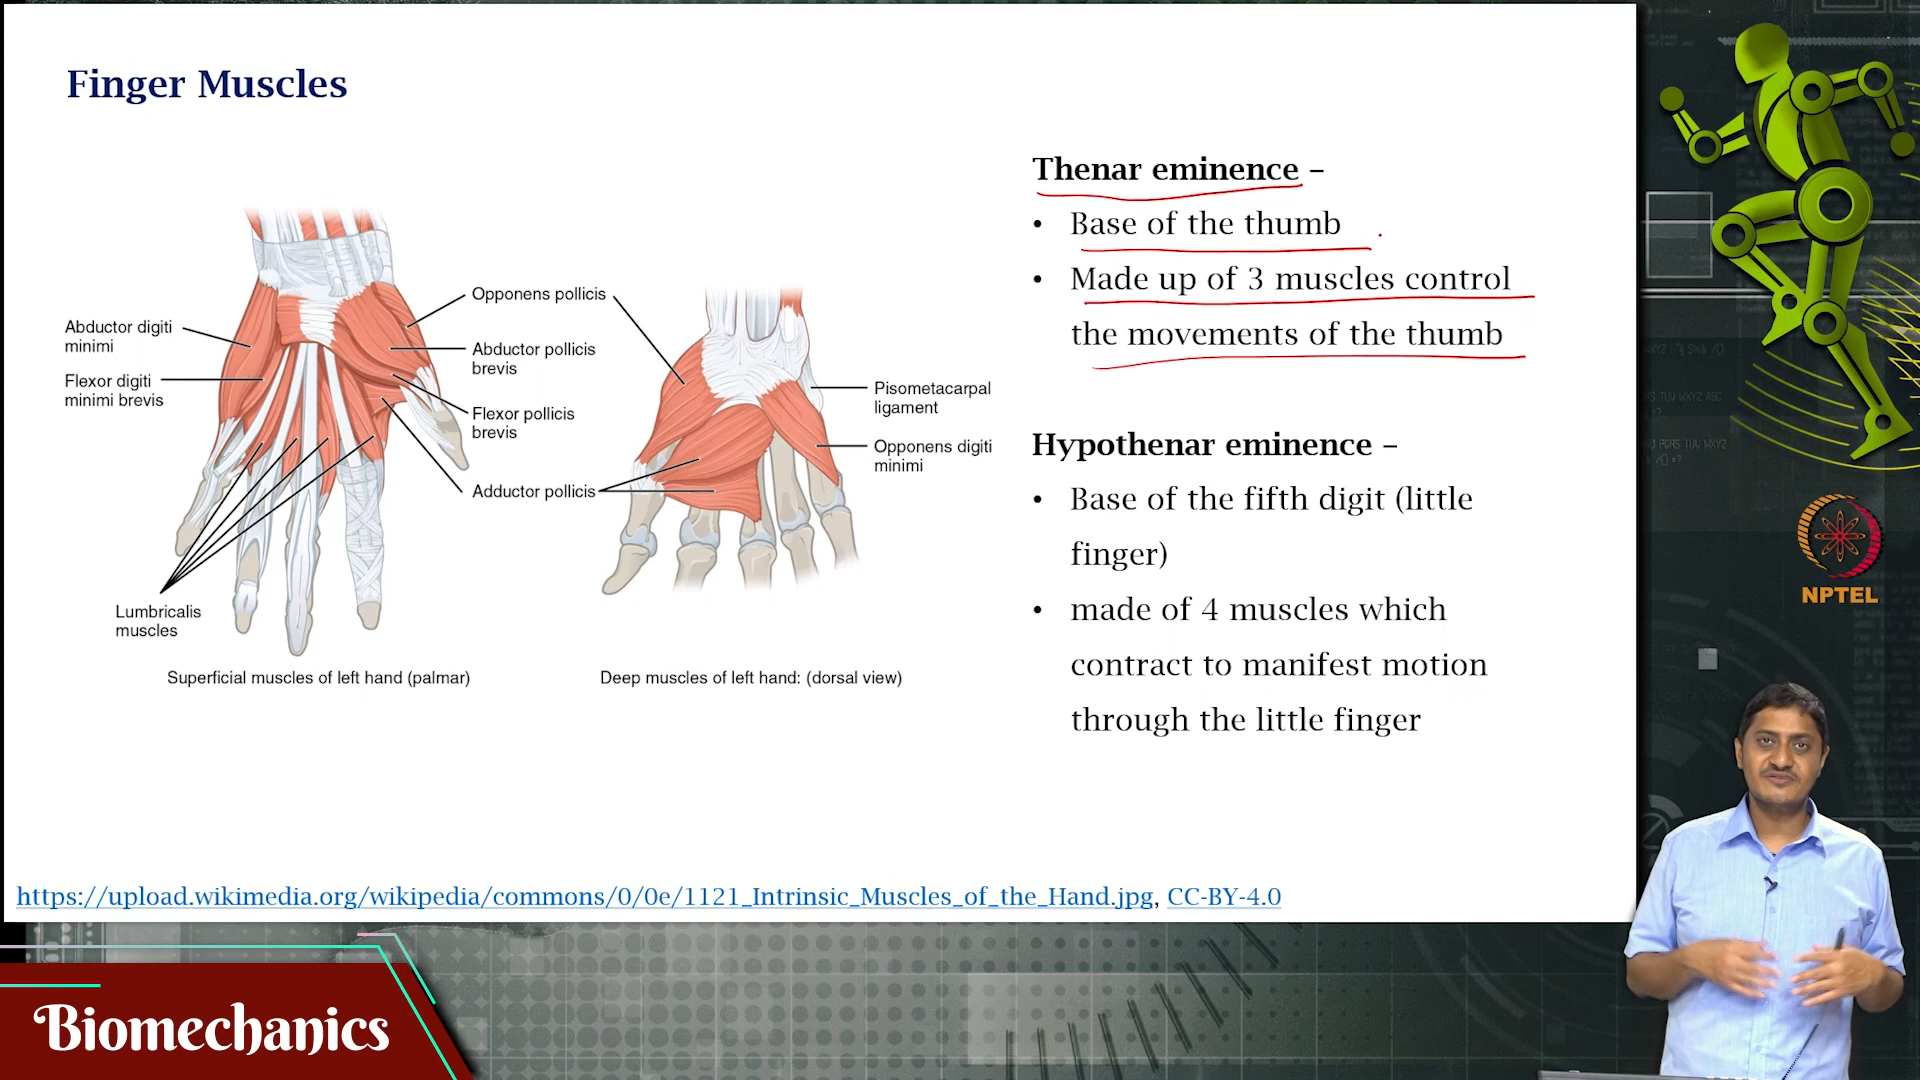 Finger Muscles
Thenar eminence –
• Base of the thumb
• Made up of 3 muscles control
the movements of the thumb
Hypothenar eminence –
• Base of the fifth digit (little
finger)
• made of 4 muscles which
contract to manifest motion
through the little finger
Abductor digiti
minimi
Flexor digiti
minimi brevis
Lumbricalis
muscles
Opponens pollicis
Abductor pollicis
brevis
Flexor pollicis
brevis
Adductor pollicis
Pisometacarpal
ligament
Opponens digiti
minimi
Superficial muscles of left hand (palmar)
Deep muscles of left hand: (dorsal view)
https://upload.wikimedia.org/wikipedia/commons/0/0e/1121_Intrinsic_Muscles_of_the_Hand.jpg, CC-BY-4.0
NPTEL
Biomechanics